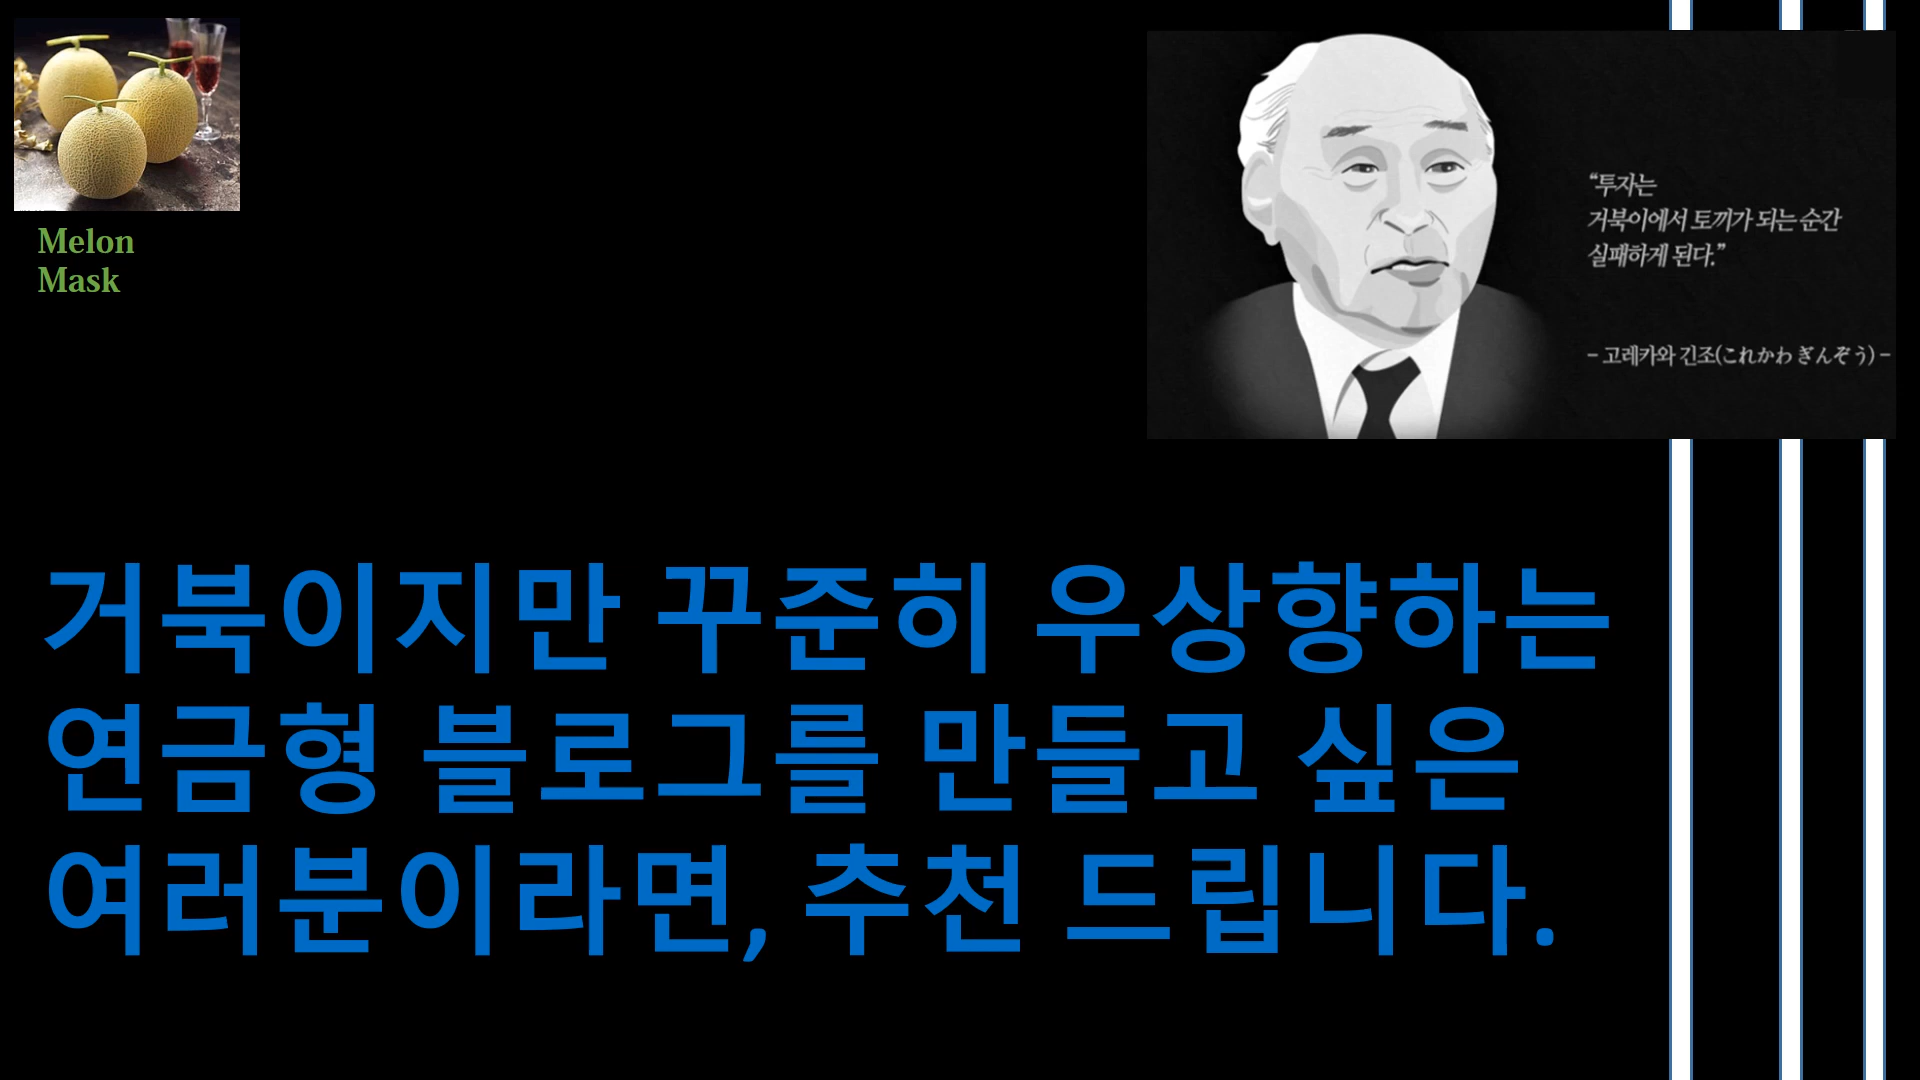 Melon
Mask
“투자는
거북이에서 토끼가 되는 순간
실패하게 된다.”
- 고레카와 긴조(これかわ ぎんぞう) -
거북이지만 꾸준히 우상향하는
연금형 블로그를 만들고 싶은
여러분이라면, 추천 드립니다.